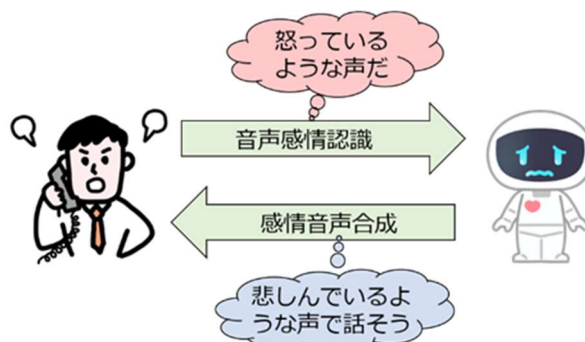 怒っている
ような声だ
音声感情認識
感情音声合成
悲しんでいるよ
うな声で話そう